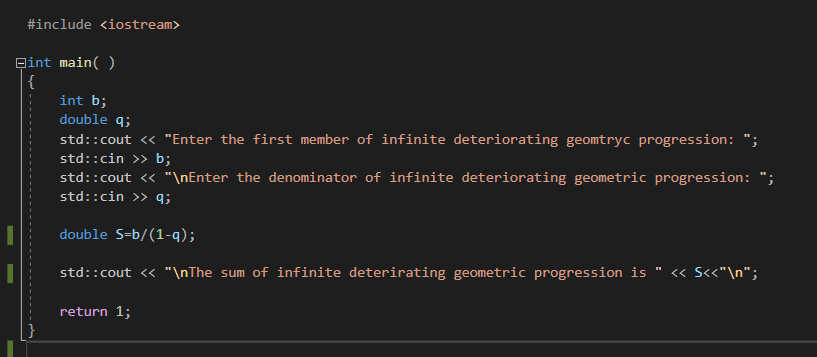 #include <iostream>
int main( )
{
int b;
double q;
std::cout << "Enter the first member of infinite deteriorating geomtryc progression: ";
std::cin >> b;
std::cout << "\nEnter the denominator of infinite deteriorating geometric progression: ";
std::cin >> q;
double S=b/(1-q);
std::cout << "\nThe sum of infinite deterirating geometric progression is " << S<<"\n";
return 1;
}